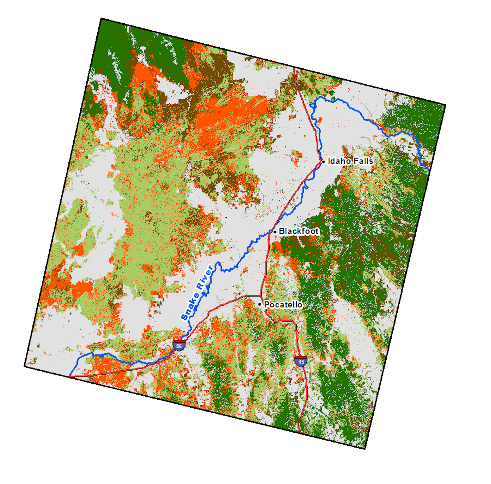 Idaho Falls
Blackfoot
Snake River
Pocatello
15